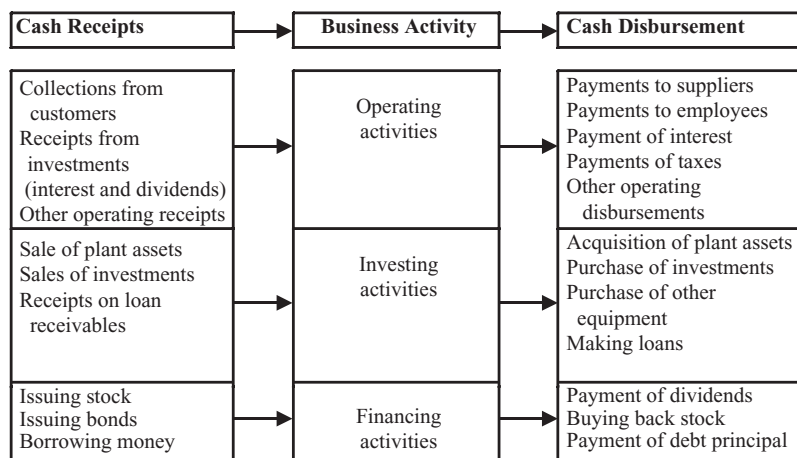 Cash Receipts
Business Activity
Cash Disbursement
Collections from
customers
Receipts from
investments
(interest and dividends)
Other operating receipts
Operating
activities
Payments to suppliers
Payments to employees
Payment of interest
Payments of taxes
Other operating
disbursements
Sale of plant assets
Sales of investments
Receipts on loan
receivables
Investing
activities
Acquisition of plant assets
Purchase of investments
Purchase of other
equipment
Making loans
Issuing stock
Issuing bonds
Borrowing money
Financing
activities
Payment of dividends
Buying back stock
Payment of debt principal